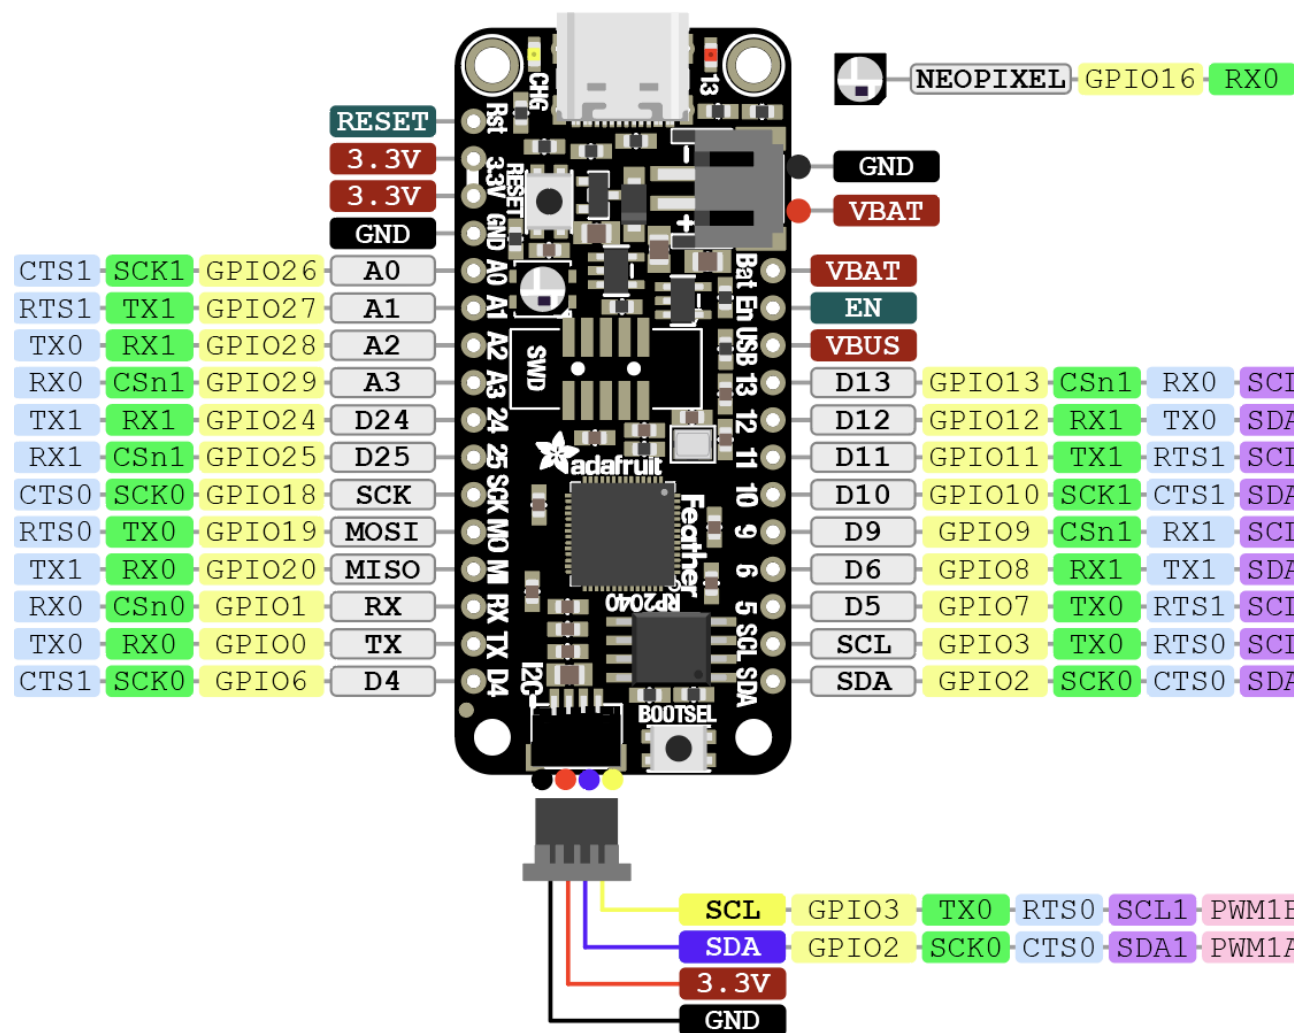 NEOPIXEL GPIO16 RX0
CHG
13
RESET
3.3V
3.3V
GND
CTS1 SCK1 GPIO26 A0
RTS1 TX1 GPIO27 A1
TX0 RX1 GPIO28 A2
RX0 CSn1 GPIO29 A3
TX1 RX1 GPIO24 D24
RX1 CSn1 GPIO25 D25
CTS0 SCK0 GPIO18 SCK
RTS0 TX0 GPIO19 MOSI
TX1 RX0 GPIO20 MISO
RX0 CSn0 GPIO1 RX
TX0 RX0 GPIO0 TX
CTS1 SCK0 GPIO6 D4
Rst
3.3V
GND
A0
A1
A2
A3
24
25
SCK
MO
MI
RX
TX
D4
RESET
-
+
SWD
adafruit
Feather
RP2040
I2C
BOOTSEL
Bat
En
USB
13
12
11
10
9
6
5
SCL
SDA
GND
VBAT
VBAT
EN
VBUS
D13 GPIO13 CSn1 RX0
D12 GPIO12 RX1 TX0 SDA
D11 GPIO11 TX1 RTS1
D10 GPIO10 SCK1 CTS1 SDA
D9 GPIO9 CSn1 RX1
D6 GPIO8 RX1 TX1 SDA
D5 GPIO7 TX0 RTS1
SCL GPIO3 TX0 RTS0
SDA GPIO2 SCK0 CTS0 SDA
SCL GPIO3 TX0 RTS0 SCL1 PWM1B
SDA GPIO2 SCK0 CTS0 SDA1 PWM1A
3.3V
GND